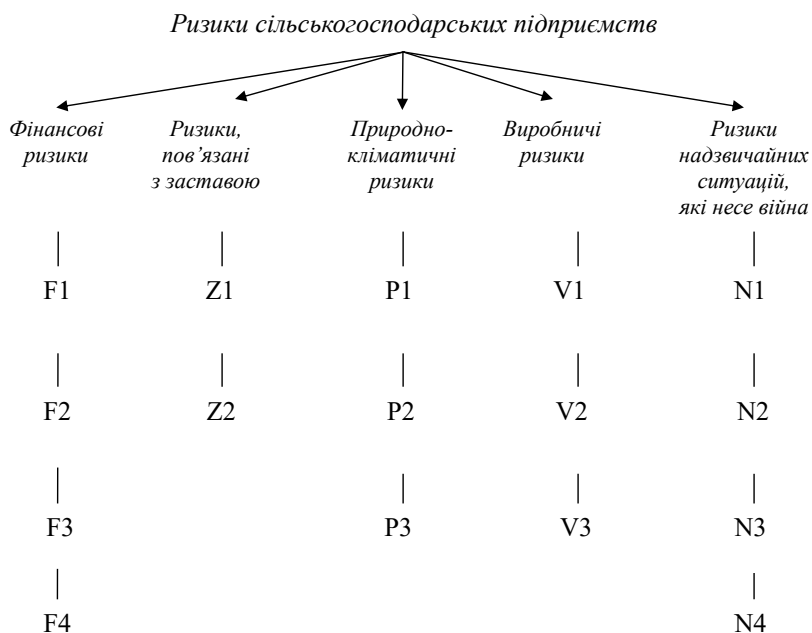 Ризики сільськогосподарських підприємств
Фінансові
ризики
Ризики,
пов’язані
з заставою
Природно-
кліматичні
ризики
Виробничі
ризики
Ризики
надзвичайних
ситуацій,
які несе війна
F1 Z1 P1 V1 N1
F2 Z2 P2 V2 N2
F3 P3 V3 N3
F4 N4